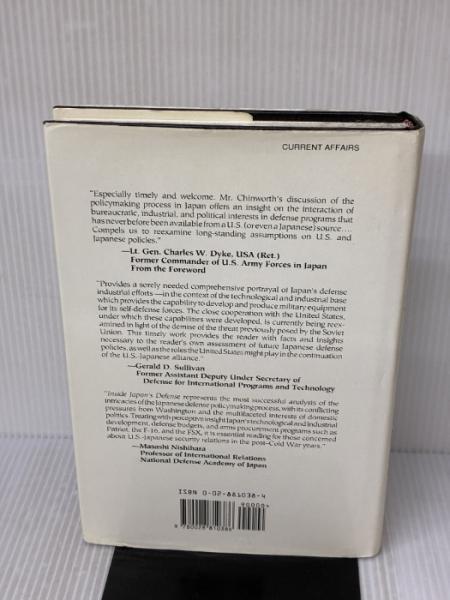 CURRENT AFFAIRS
"Especially timely and welcome. Mr. Chinworth's discussion of the
policymaking process in Japan offers an insight on the interaction of
bureaucratic, industrial, and political interests in defense programs that
has never before been available from a U.S. (or even a Japanese) source....
Compels us to reexamine long-standing assumptions on U.S. and
Japanese policies."
—Lt. Gen. Charles W. Dyke, USA (Ret.)
Former Commander of U.S. Army Forces in Japan
From the Foreword
"Provides a sorely needed comprehensive portrayal of Japan's defense
industrial efforts—in the context of the technological and industrial base
which provides the capability to develop and produce military equipment
for its self-defense forces. The close cooperation with the United States,
under which these capabilities were developed, is currently being reex-
amined in light of the demise of the threat previously posed by the Soviet
Union. This timely work provides the reader with facts and insights
necessary to the reader's own assessment of future Japanese defense
policies, as well as the roles the United States might play in the continuation
of the U.S. Japanese alliance."
—Gerald D. Sullivan
Former Assistant Deputy Under Secretary of
Defense for International Programs and Technology
"Inside Japan's Defense represents the most successful analysis of the
intricacies of the Japanese defense policymaking process, with its conflicting
pressures from Washington and the multifaceted interests of domestic
politics. Treating with perceptive insight Japan's technological and industrial
development, defense budgets, and arms procurement programs such as
Patriot, the F-16, and the FSX, it is essential reading for those concerned
about U.S.-Japanese security relations in the post-Cold War years."
—Masashi Nishihara
Professor of International Relations
National Defense Academy of Japan
ISBN 0-02-881038-4
90000>
9 780028 810386